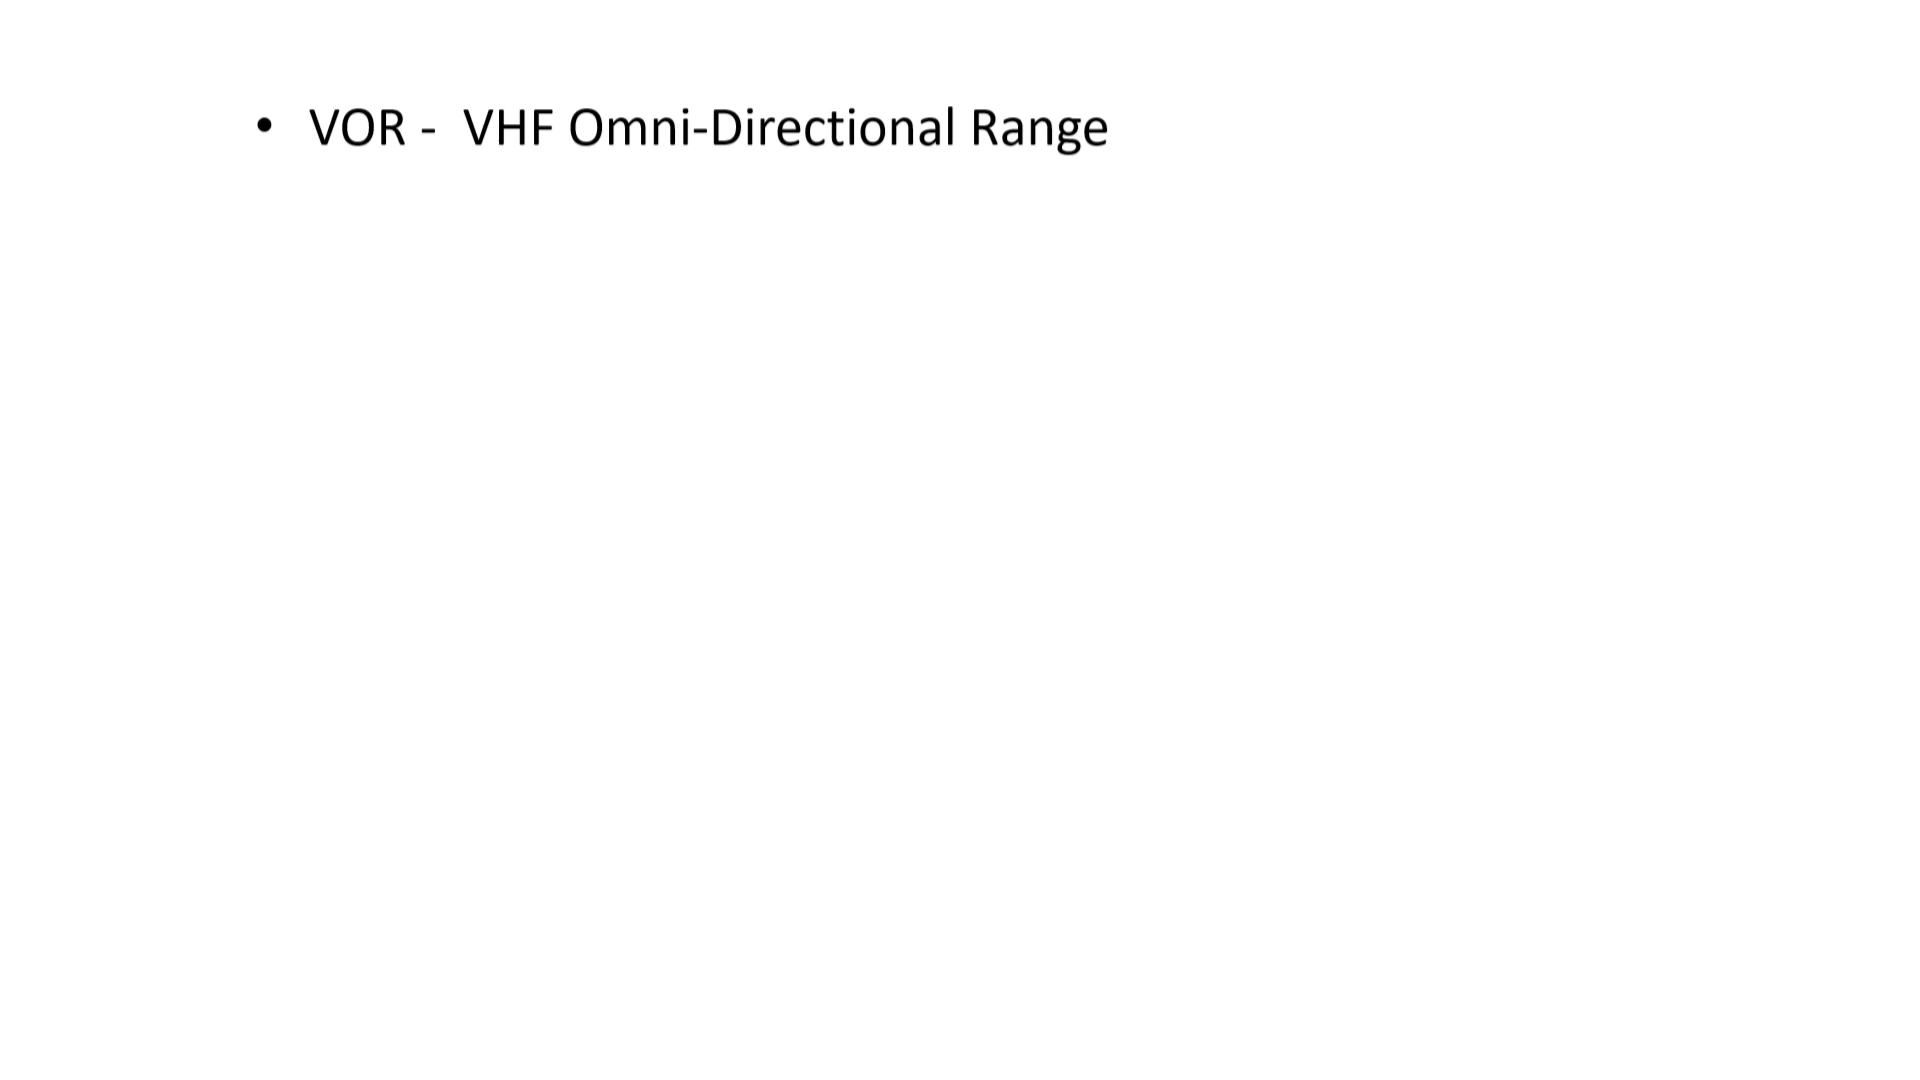 • VOR -  VHF Omni-Directional Range